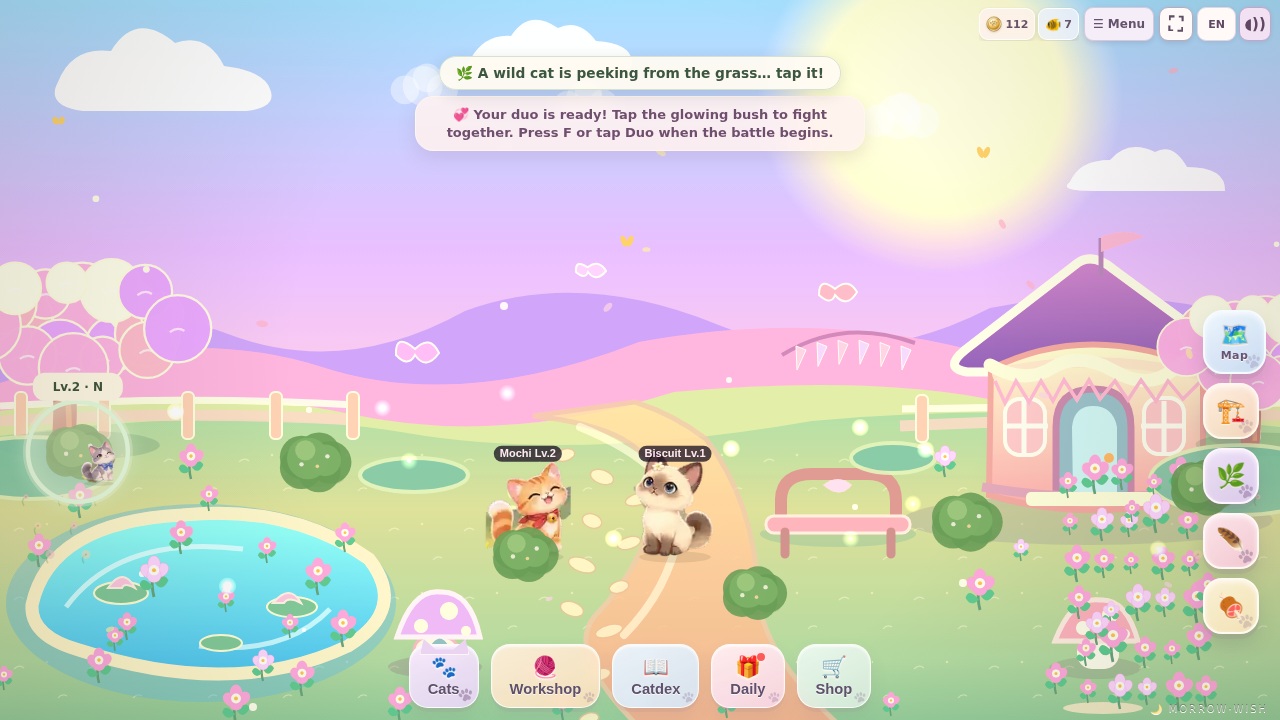 112
7
☰ Menu
EN
🌿 A wild cat is peeking from the grass... tap it!
💞 Your duo is ready! Tap the glowing bush to fight
together. Press F or tap Duo when the battle begins.
Lv.2 · N
Map
Mochi Lv.2
Biscuit Lv.1
Cats
Workshop
Catdex
Daily
Shop
MORROW·WISH